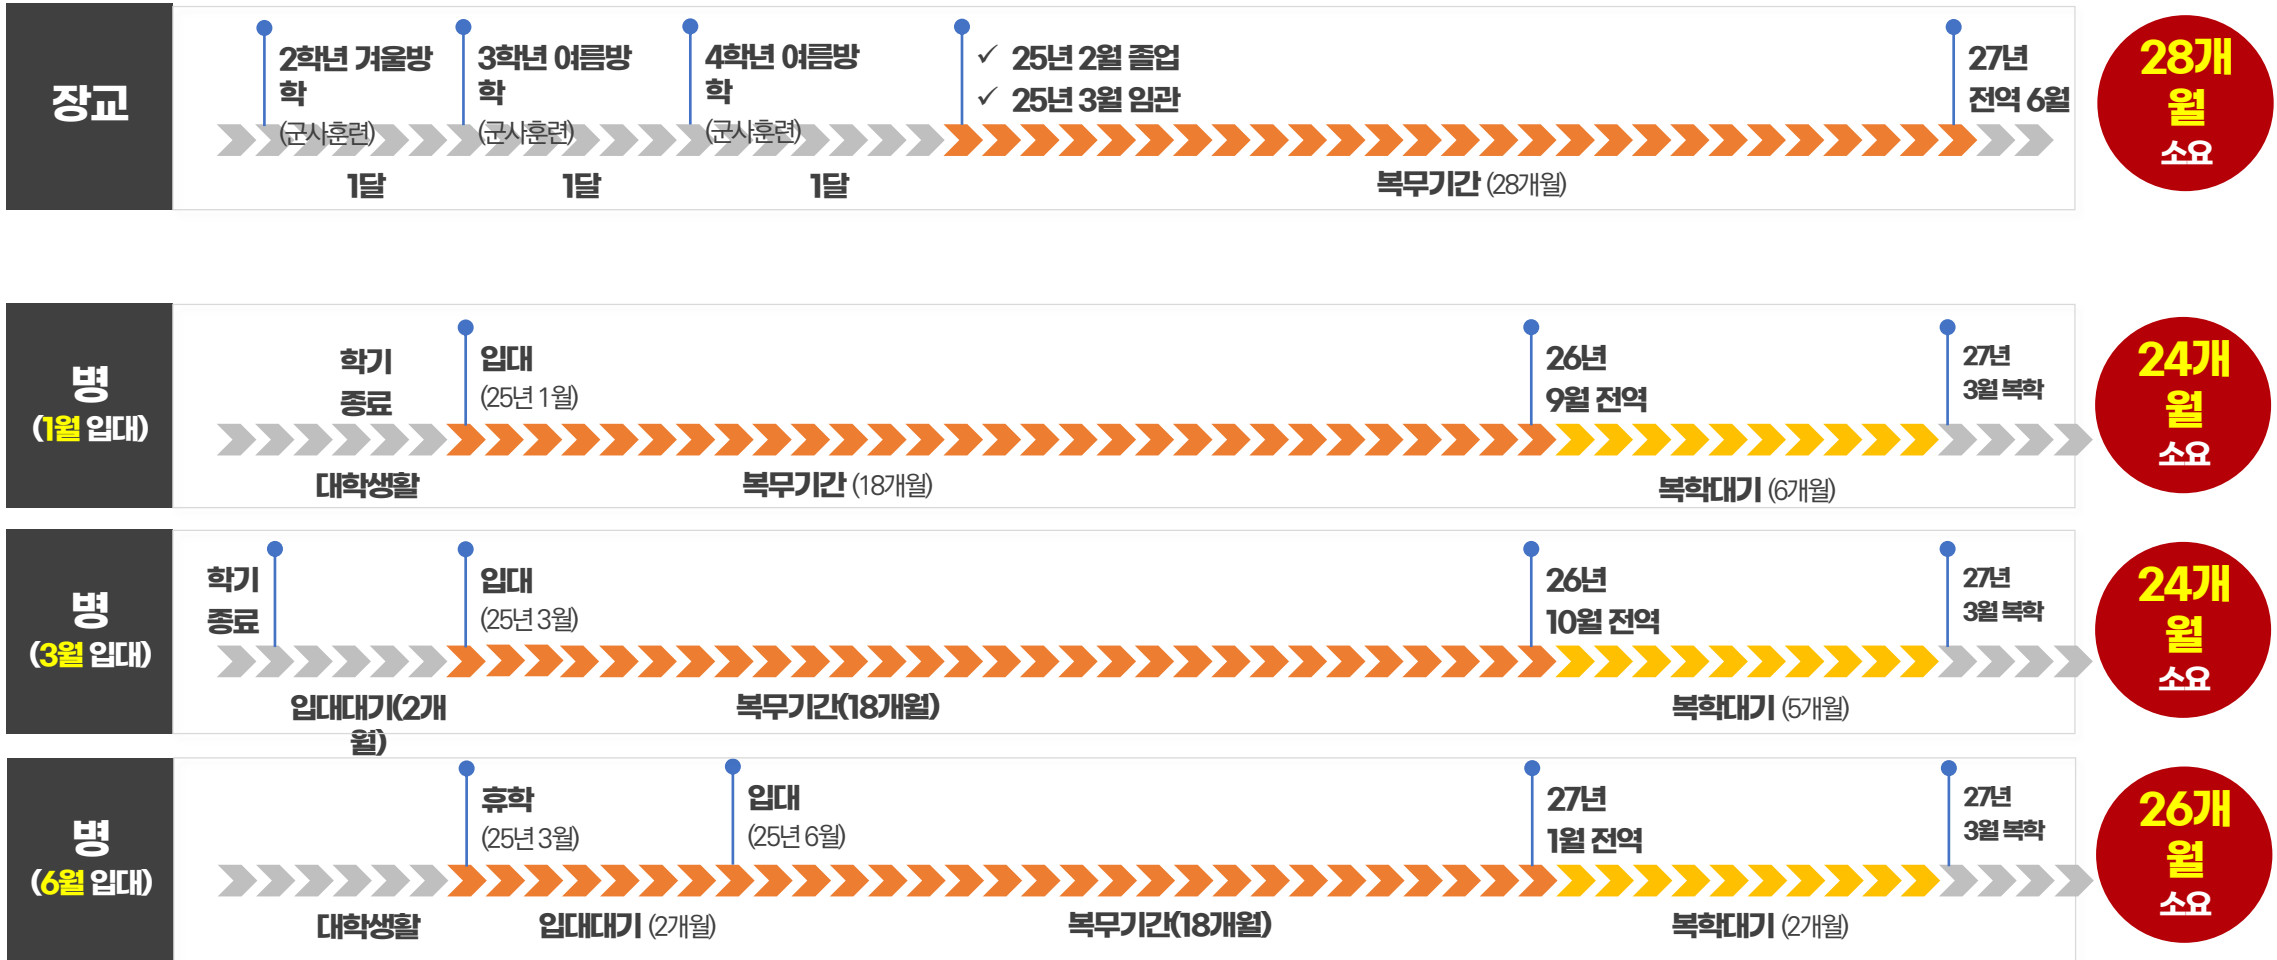 장교
2학년 겨울방
학
(군사훈련)
3학년 여름방
학
(군사훈련)
4학년 여름방
학
(군사훈련)
✓ 25년 2월 졸업
✓ 25년 3월 임관
27년
전역 6월
1달
1달
1달
복무기간 (28개월)
28개
월
소요
병
(1월 입대)
학기
종료
입대
(25년 1월)
26년
9월 전역
27년
3월 복학
대학생활
복무기간 (18개월)
복학대기 (6개월)
24개
월
소요
병
(3월 입대)
학기
종료
입대
(25년 3월)
26년
10월 전역
27년
3월 복학
입대대기(2개
월)
복무기간(18개월)
복학대기 (5개월)
24개
월
소요
병
(6월 입대)
휴학
(25년 3월)
입대
(25년 6월)
27년
1월 전역
27년
3월 복학
대학생활
입대대기 (2개월)
복무기간(18개월)
복학대기 (2개월)
26개
월
소요